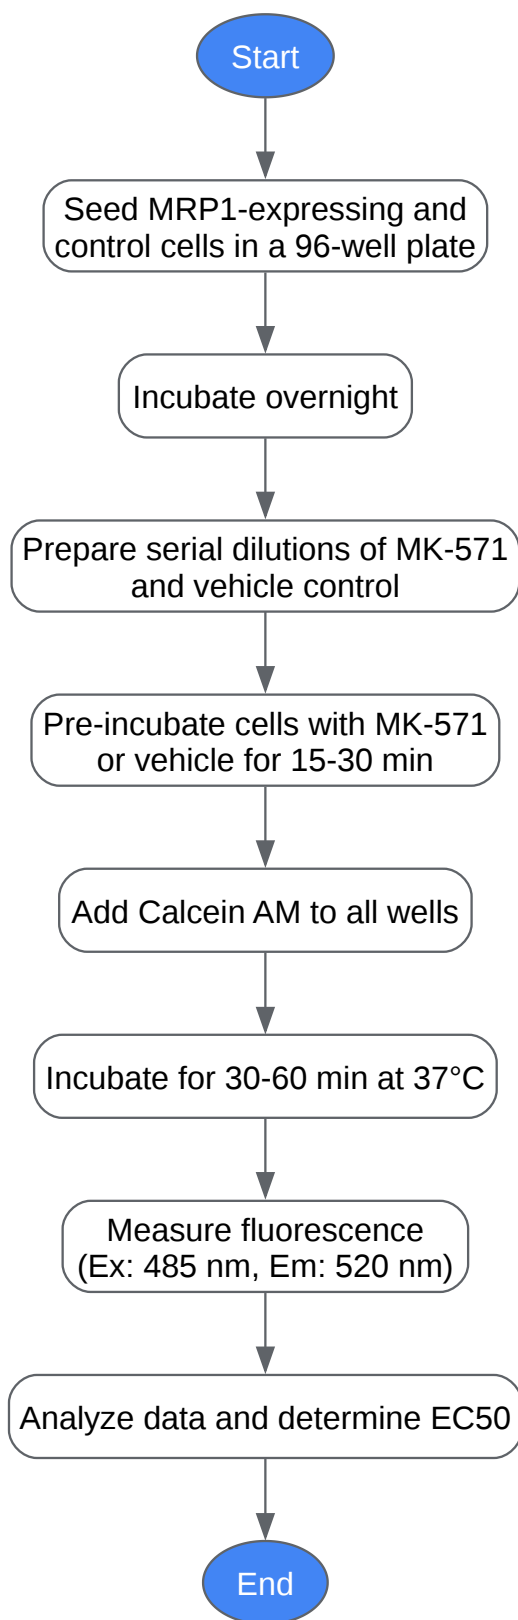 Start
Seed MRP1-expressing and
control cells in a 96-well plate
Incubate overnight
Prepare serial dilutions of MK-571
and vehicle control
Pre-incubate cells with MK-571
or vehicle for 15-30 min
Add Calcein AM to all wells
Incubate for 30-60 min at 37°C
Measure fluorescence
(Ex: 485 nm, Em: 520 nm)
Analyze data and determine EC50
End